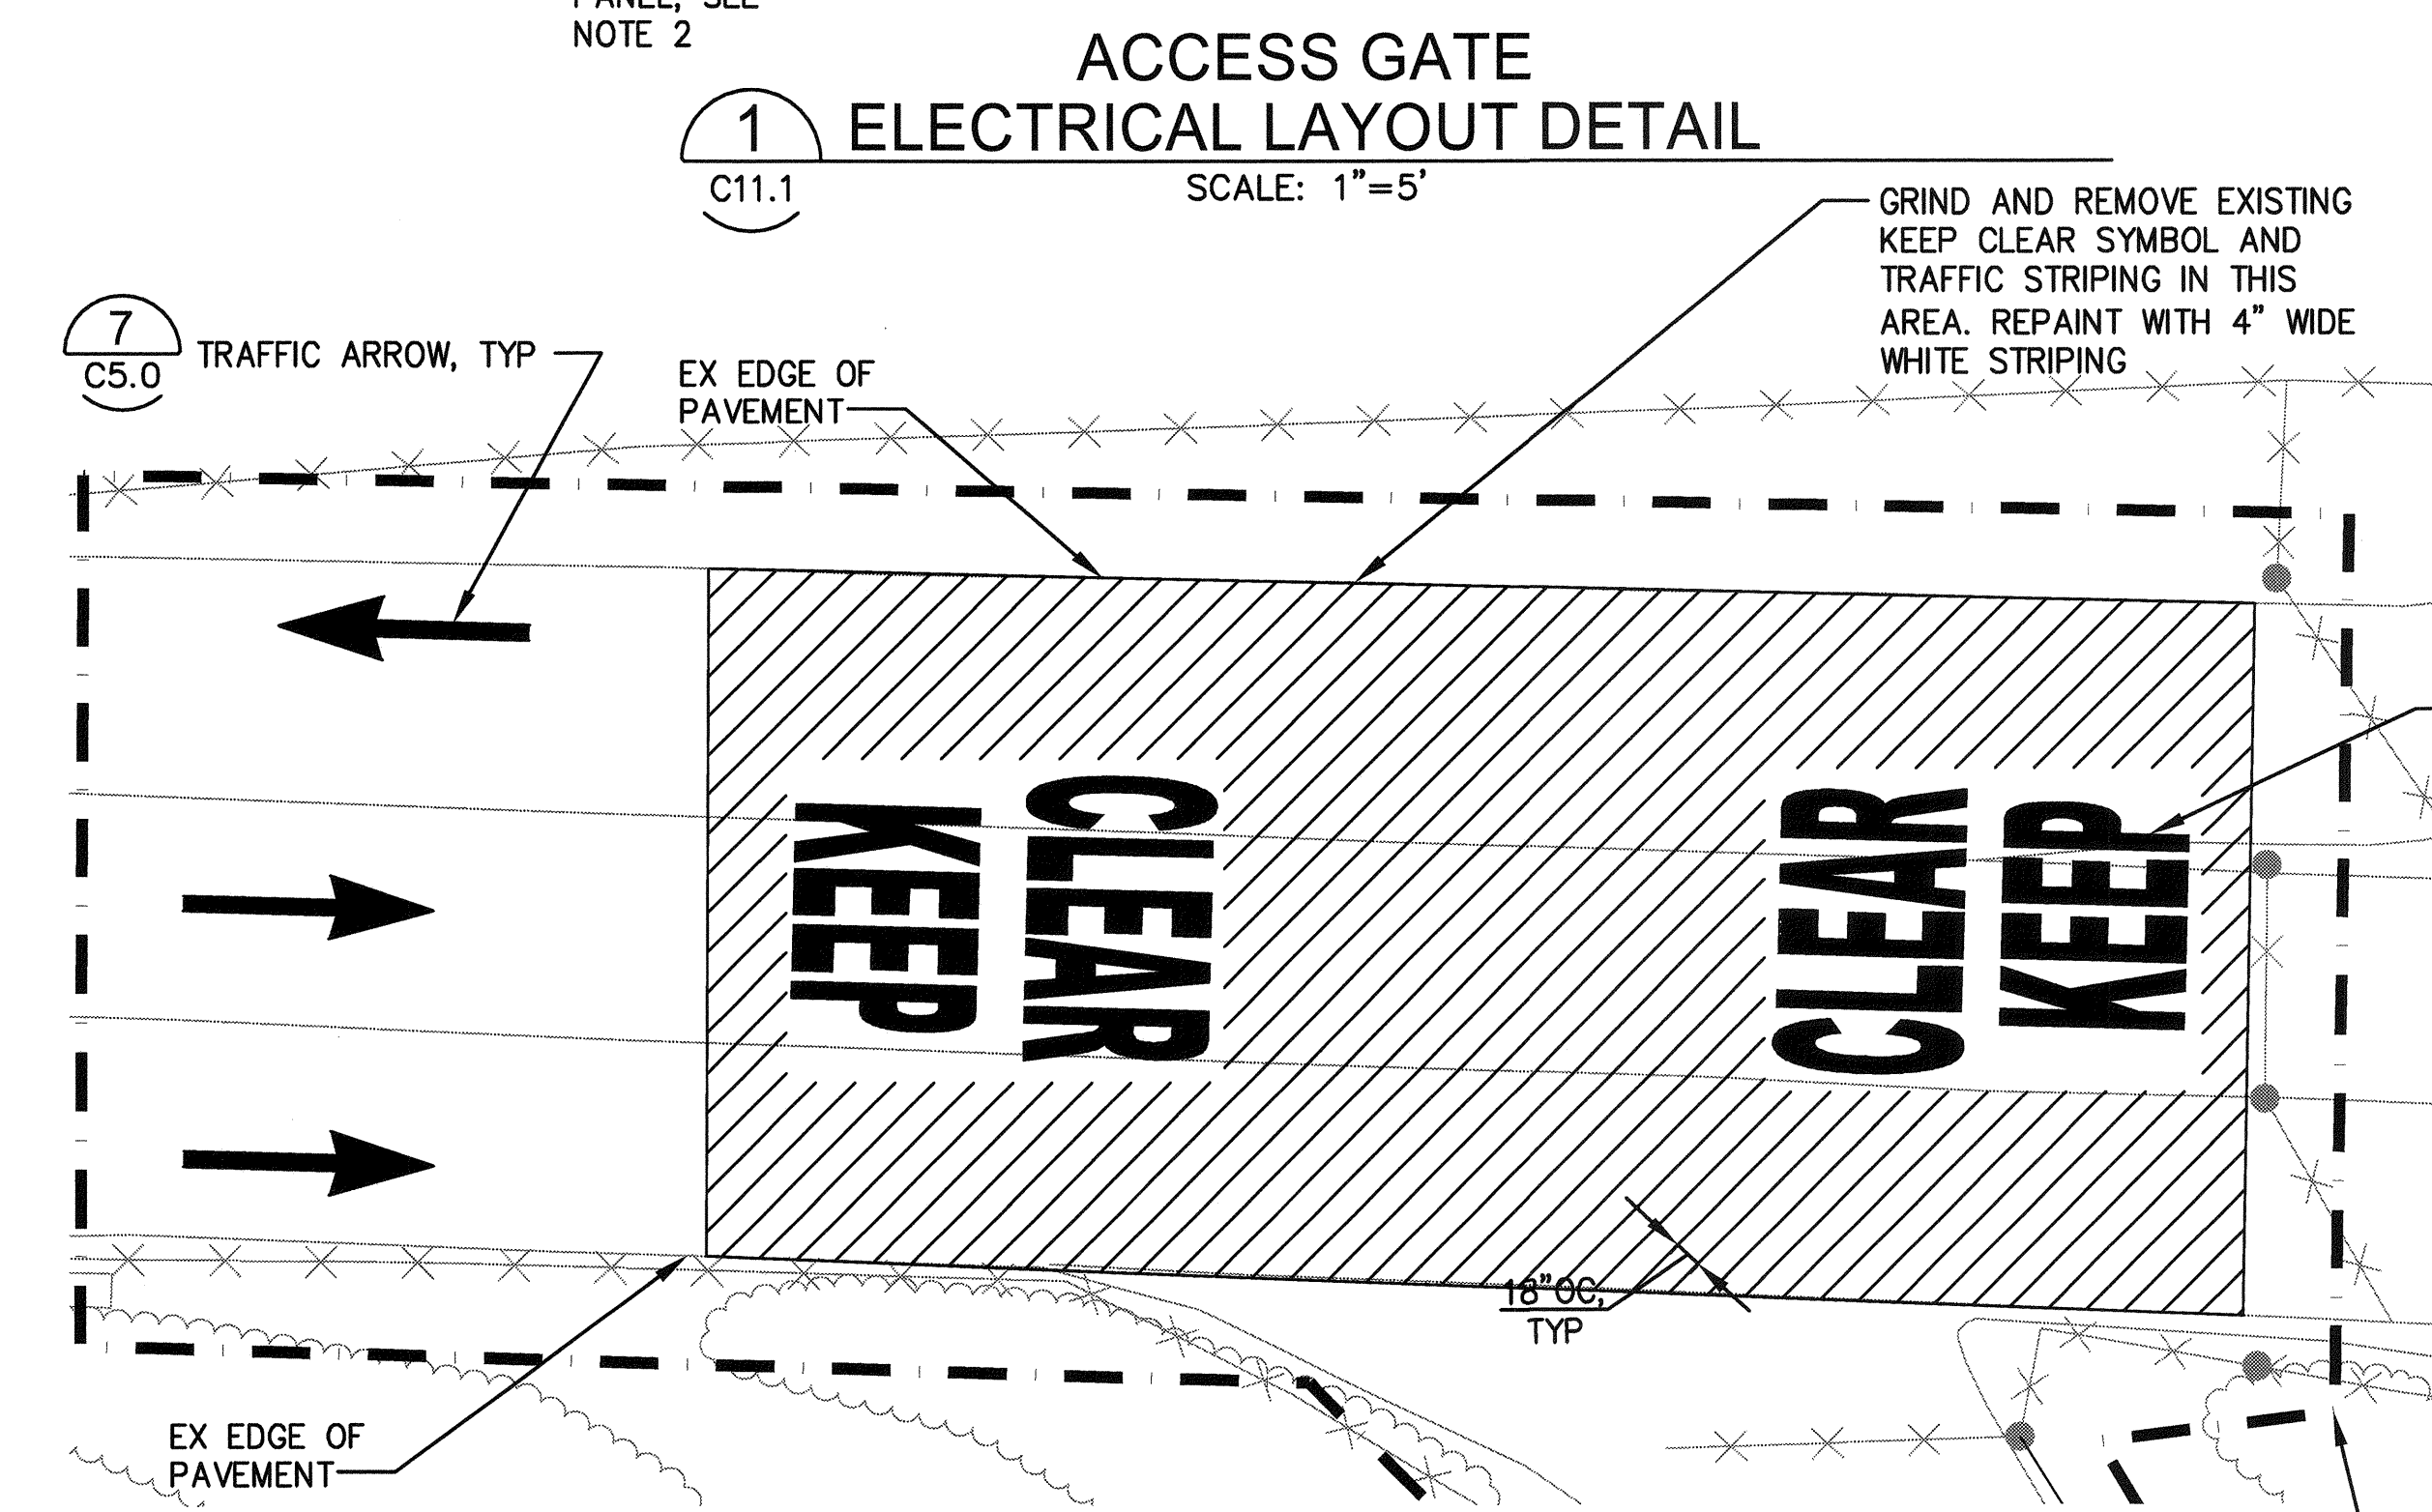 PANEL, SEE
NOTE 2
ACCESS GATE
1 ELECTRICAL LAYOUT DETAIL
C11.1
SCALE: 1"=5'
GRIND AND REMOVE EXISTING
KEEP CLEAR SYMBOL AND
TRAFFIC STRIPING IN THIS
AREA. REPAINT WITH 4" WIDE
WHITE STRIPING
7
C5.0
TRAFFIC ARROW, TYP
EX EDGE OF
PAVEMENT
KEEP
CLEAR
CLEAR
KEEP
18"OC,
TYP
EX EDGE OF
PAVEMENT